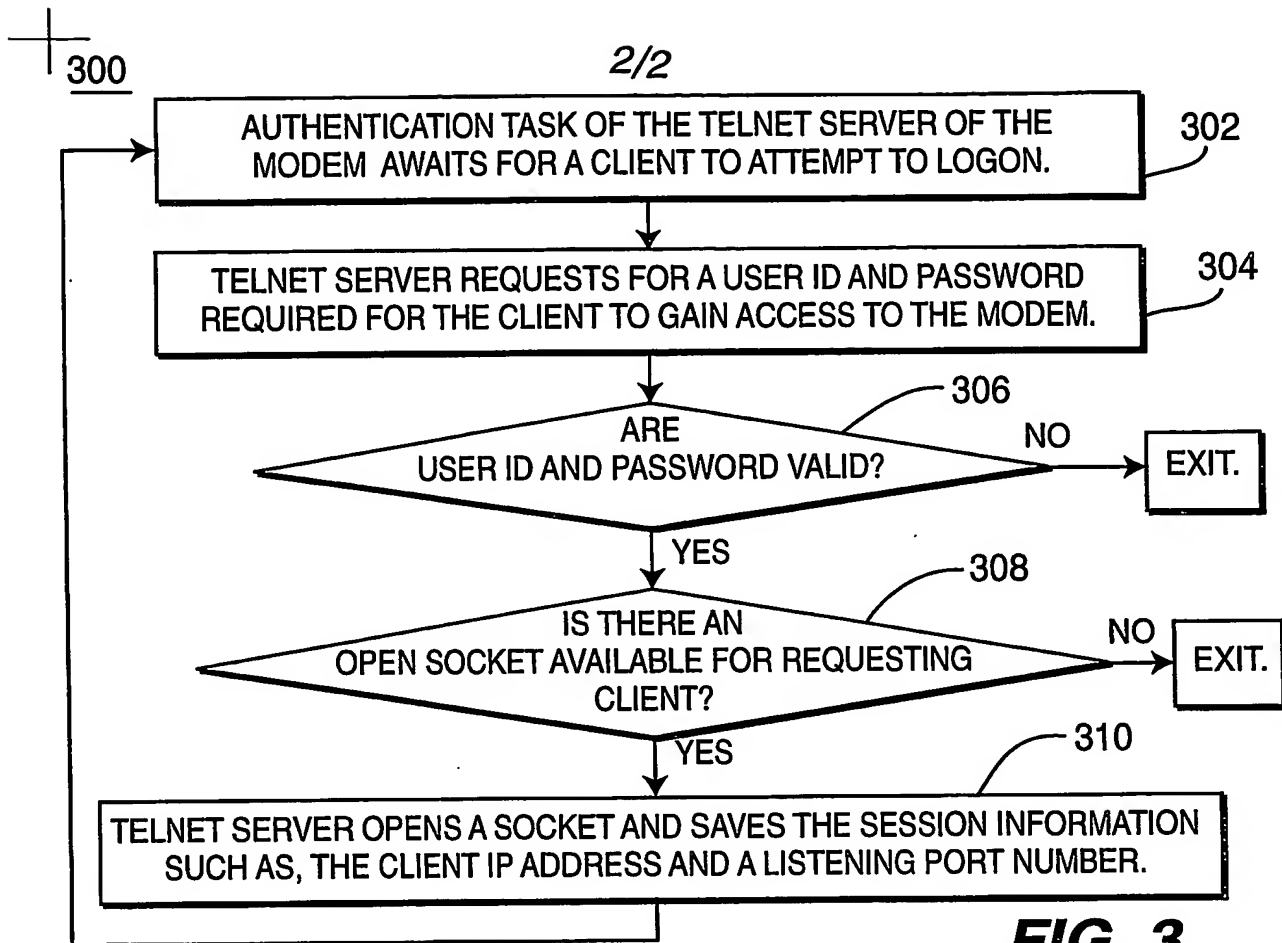 2/2
300
AUTHENTICATION TASK OF THE TELNET SERVER OF THE
MODEM AWAITS FOR A CLIENT TO ATTEMPT TO LOGON.
302
TELNET SERVER REQUESTS FOR A USER ID AND PASSWORD
REQUIRED FOR THE CLIENT TO GAIN ACCESS TO THE MODEM.
304
306
ARE
USER ID AND PASSWORD VALID?
NO
EXIT.
YES
308
IS THERE AN
OPEN SOCKET AVAILABLE FOR REQUESTING
CLIENT?
NO
EXIT.
YES
310
TELNET SERVER OPENS A SOCKET AND SAVES THE SESSION INFORMATION
SUCH AS, THE CLIENT IP ADDRESS AND A LISTENING PORT NUMBER.
FIG. 3